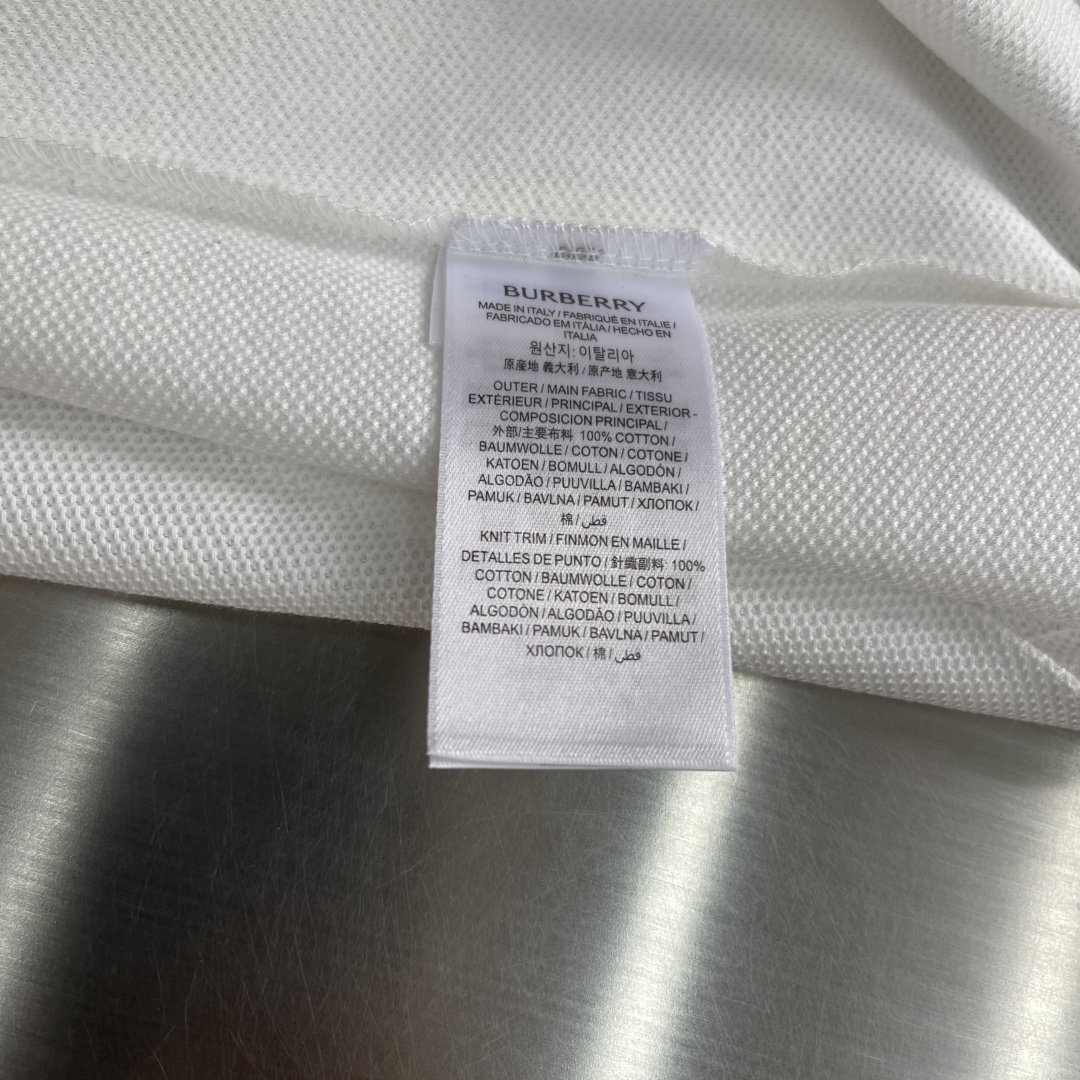 BURBERRY
MADE IN ITALY / FABRIQUÉ EN ITALIE /
FABRICADO EM ITÀLIA / HECHO EN
ITALIA
원산지: 이탈리아
原産地 義大利 / 原产地 意大利
OUTER / MAIN FABRIC / TISSU
EXTÉRIEUR / PRINCIPAL / EXTERIOR -
COMPOSICION PRINCIPAL /
外部/主要布料 100% COTTON /
BAUMWOLLE / COTON / COTONE /
KATOEN / BOMULL / ALGODÓN /
ALGODÃO / PUUVILLA / BAMBAKI /
PAMUK / BAVLNA / PAMUT / ХЛОПОК /
棉 / قطن
KNIT TRIM / FINMON EN MAILLE /
DETALLES DE PUNTO / 針織副料 100%
COTTON / BAUMWOLLE / COTON /
COTONE / KATOEN / BOMULL /
ALGODÓN / ALGODÃO / PUUVILLA /
BAMBAKI / PAMUK / BAVLNA / PAMUT /
ХЛОПОК / 棉 / قطن